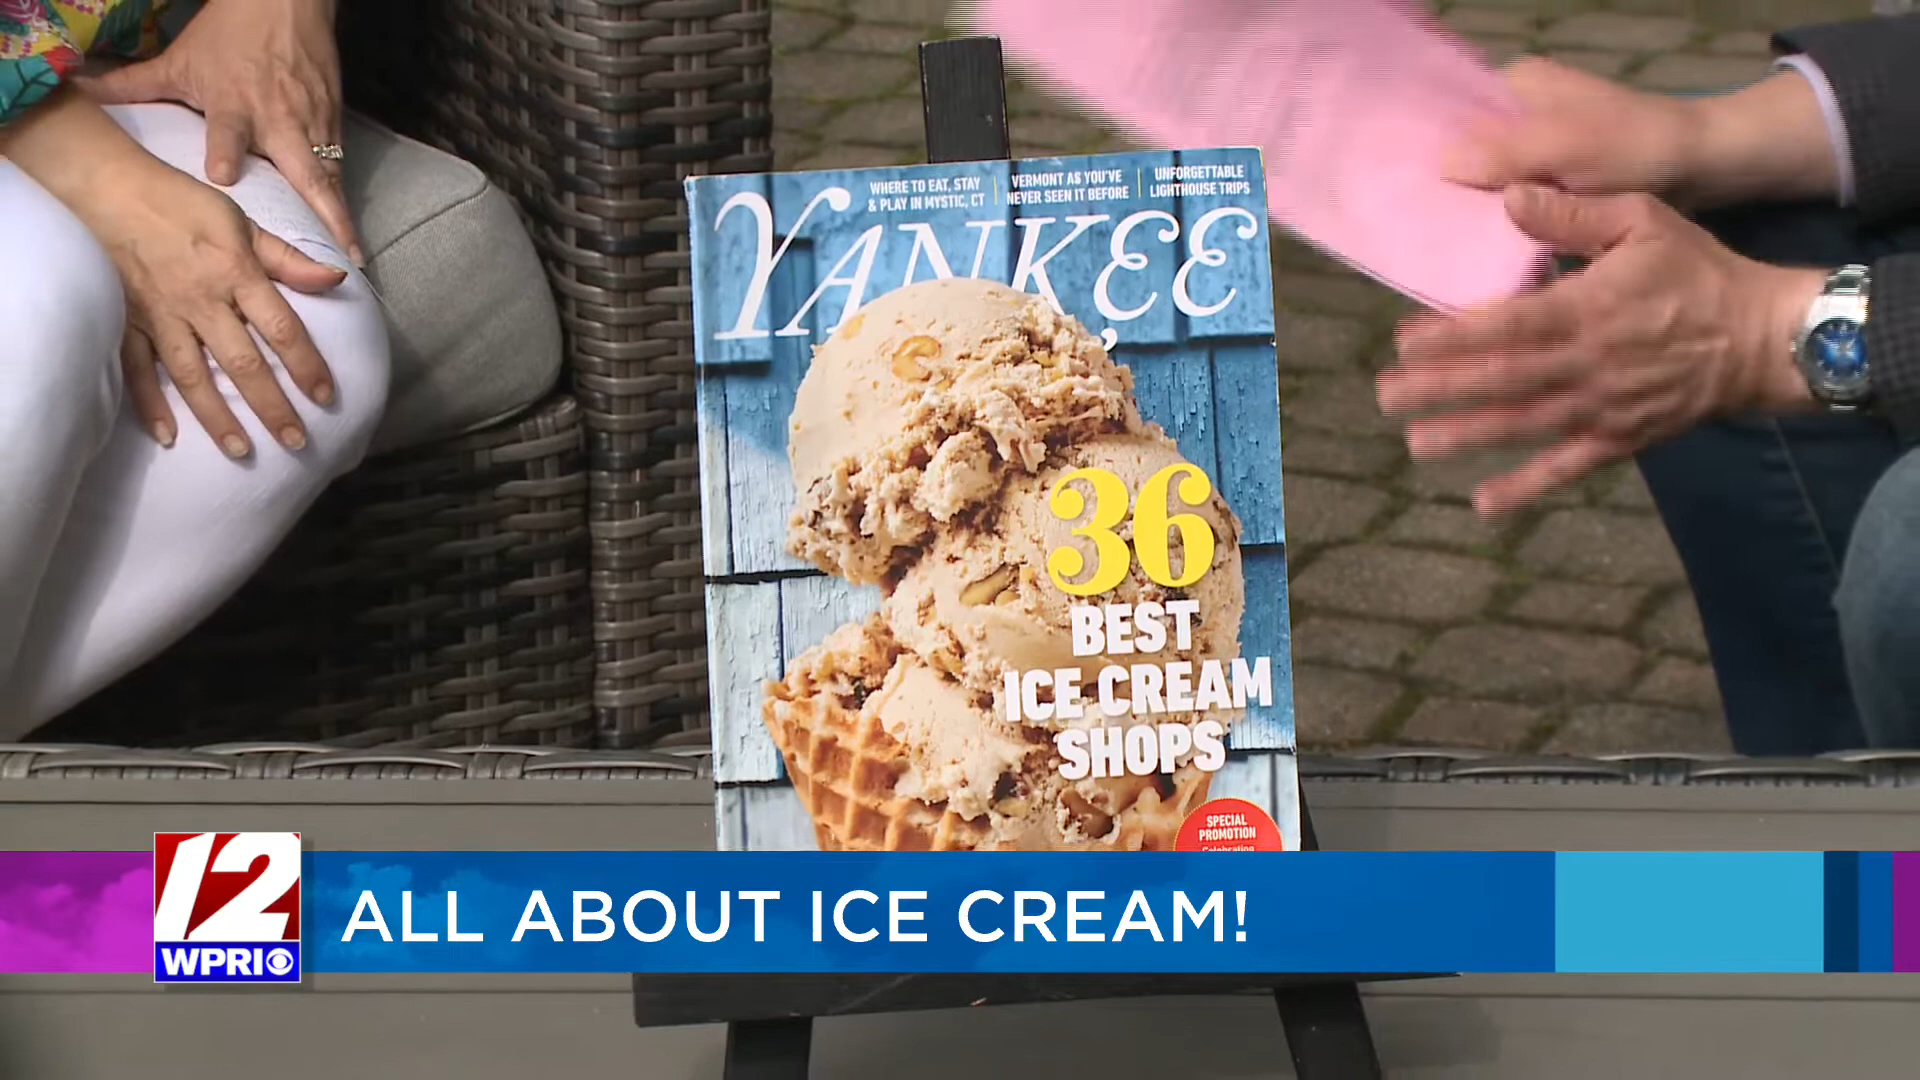 WHERE TO EAT, STAY
& PLAY IN MYSTIC, CT
VERMONT AS YOU'VE
NEVER SEEN IT BEFORE
UNFORGETTABLE
LIGHTHOUSE TRIPS
YANKEE
36
BEST
ICE CREAM
SHOPS
SPECIAL
PROMOTION
Celebrating
12
WPRI
ALL ABOUT ICE CREAM!